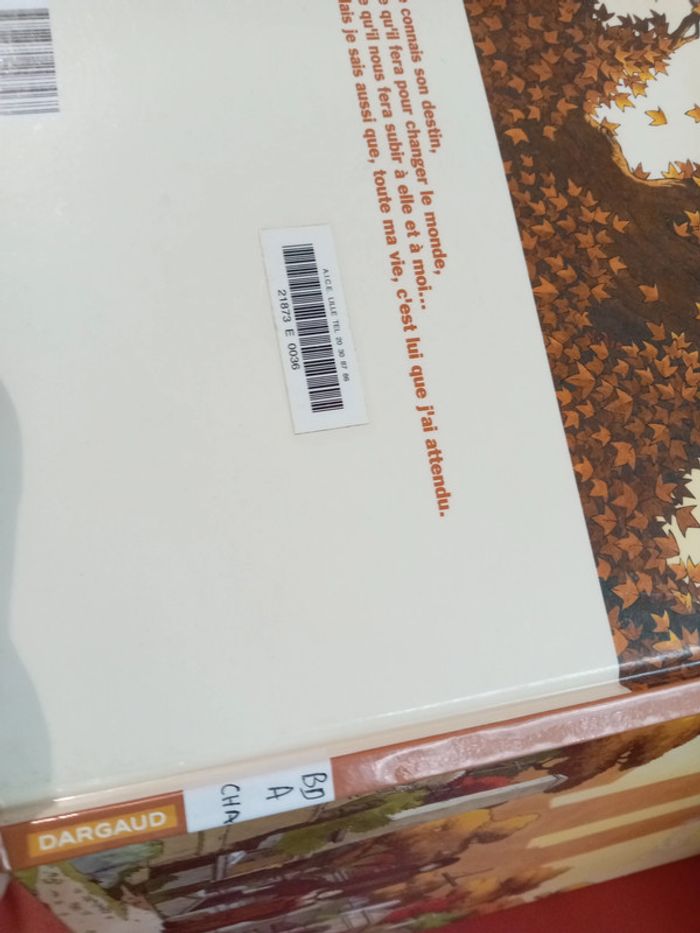 connais son destin,
qu'il fera pour changer le monde,
qu'il nous fera subir à elle et à moi...
je sais aussi que, toute ma vie, c'est lui que j'ai attendu.
A.I.C.E. LILLE TEL 20 30 87 86
21873 E 0036
BD
A
CHA
DARGAUD